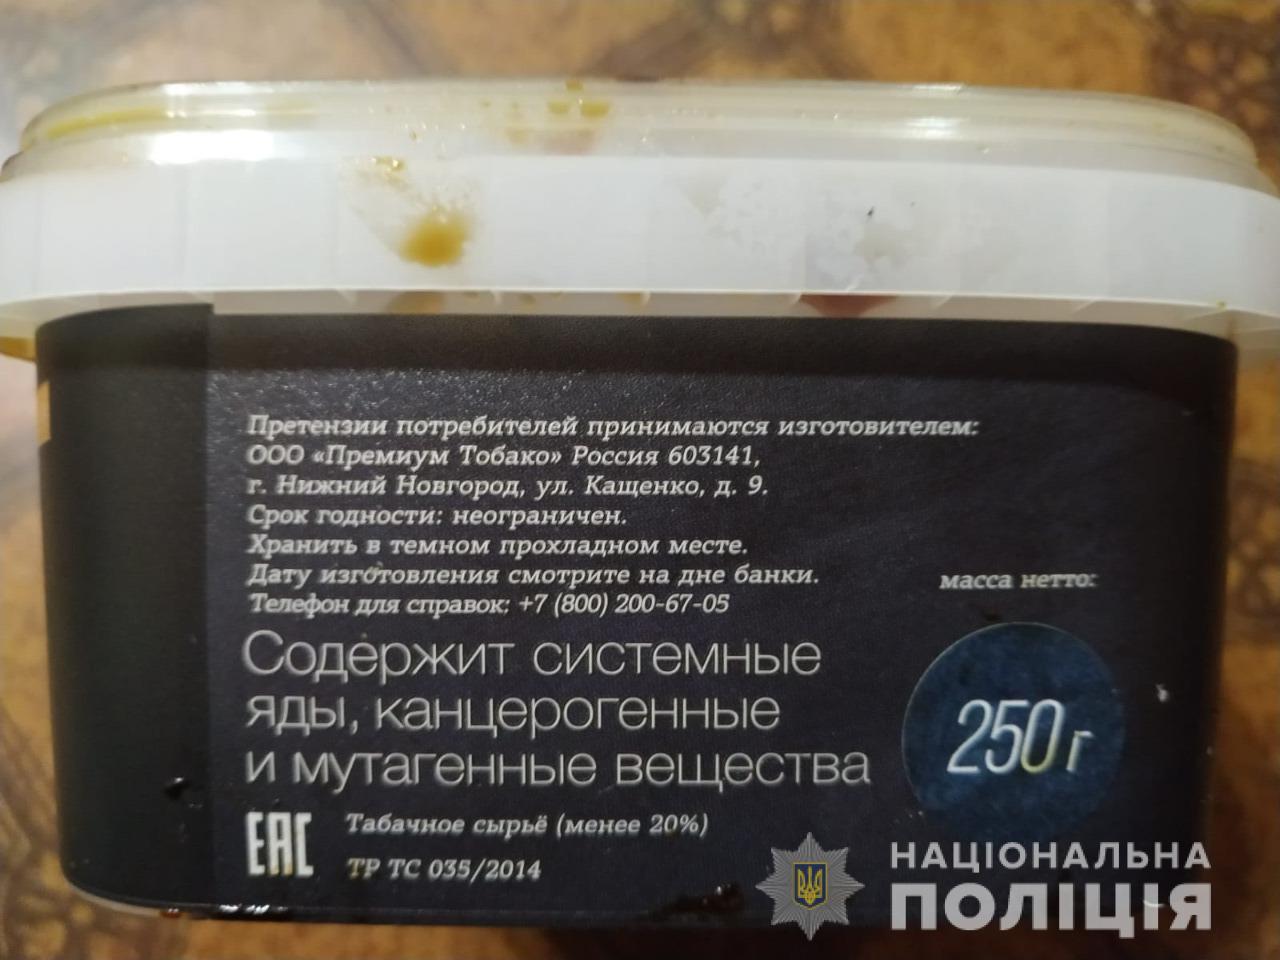 Претензии потребителей принимаются изготовителем:
ООО «Премиум Тобако» Россия 603141,
г. Нижний Новгород, ул. Кащенко, д. 9.
Срок годности: неограничен.
Хранить в темном прохладном месте.
Дату изготовления смотрите на дне банки.
Телефон для справок: +7 (800) 200-67-05
масса нетто:
250 г
Содержит системные
яды, канцерогенные
и мутагенные вещества
ЕАС
Табачное сырьё (менее 20%)
ТР ТС 035/2014
НАЦІОНАЛЬНА
ПОЛІЦІЯ